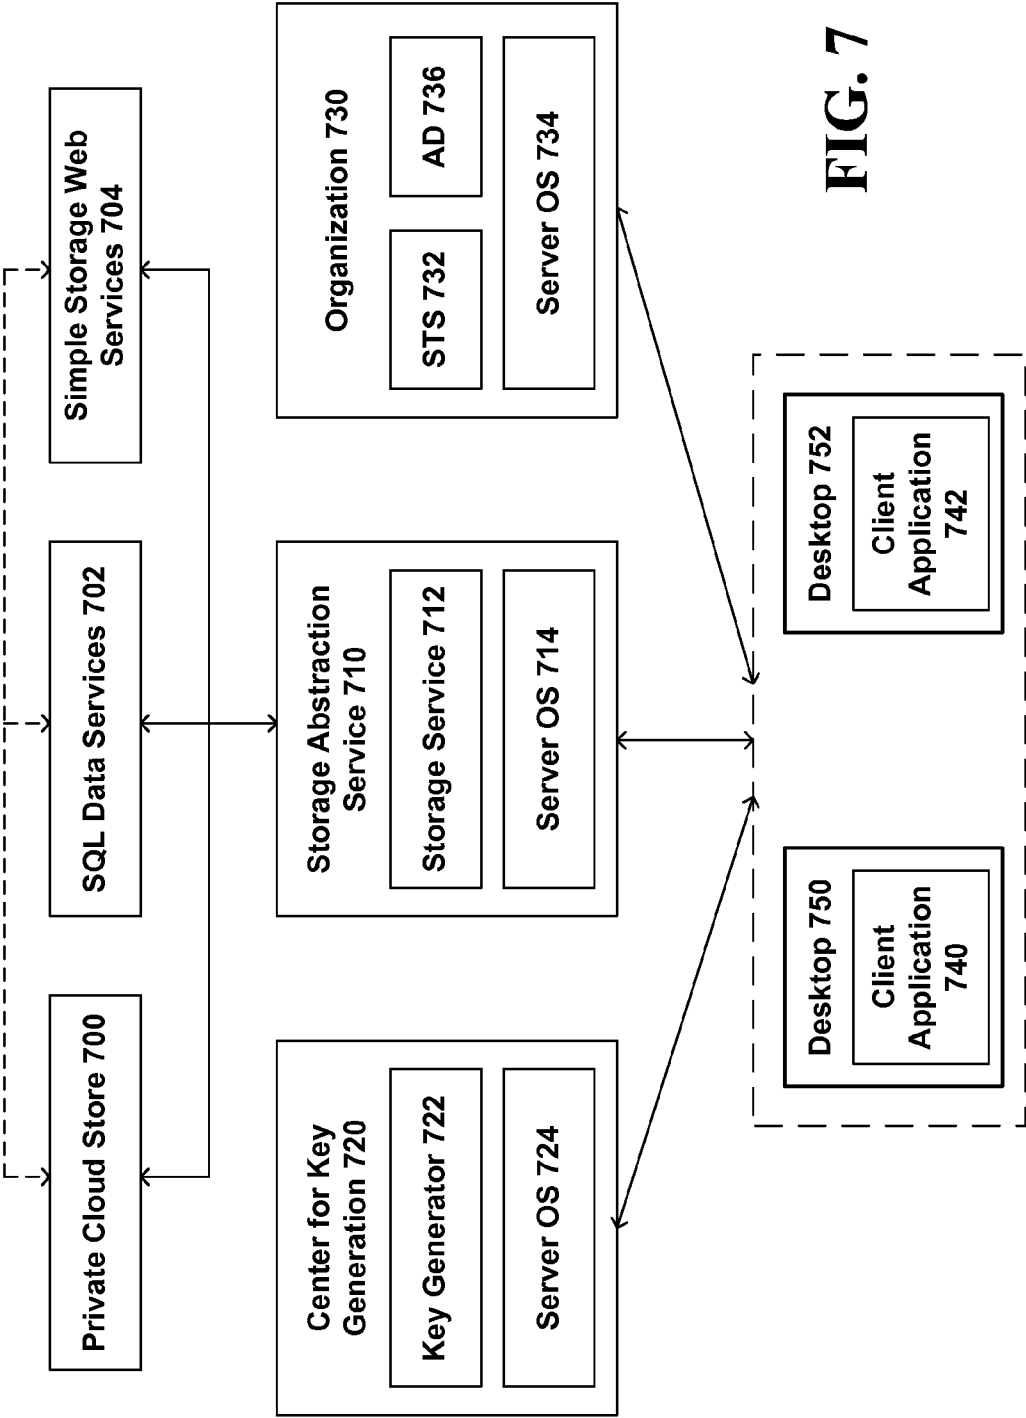 Private Cloud Store 700
SQL Data Services 702
Simple Storage Web
Services 704
Center for Key
Generation 720
Key Generator 722
Server OS 724
Storage Abstraction
Service 710
Storage Service 712
Server OS 714
Organization 730
STS 732
AD 736
Server OS 734
Desktop 750
Client
Application
740
Desktop 752
Client
Application
742
FIG. 7